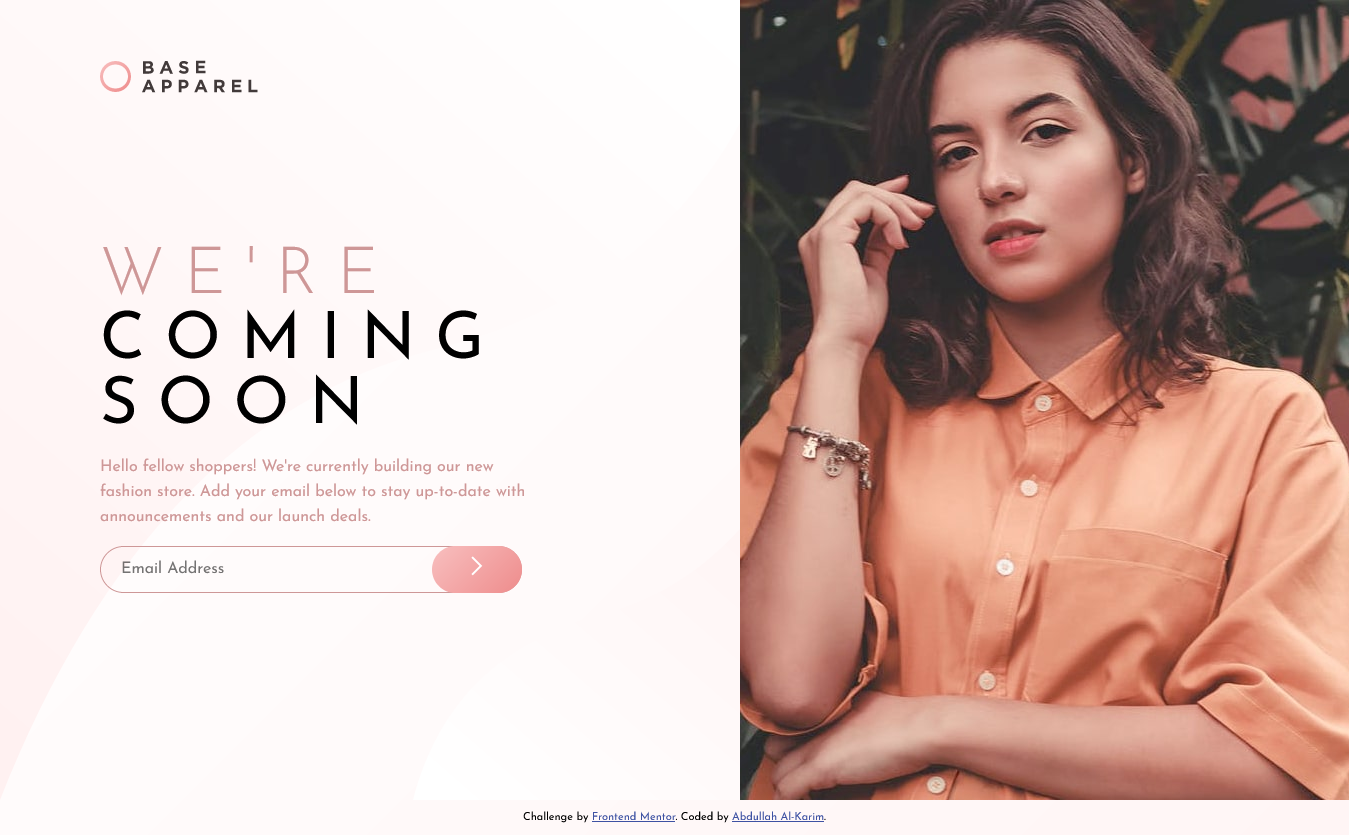 BASE
APPAREL
WE'RE
COMING
SOON
Hello fellow shoppers! We're currently building our new
fashion store. Add your email below to stay up-to-date with
announcements and our launch deals.
Email Address
Challenge by Frontend Mentor. Coded by Abdullah Al-Karim.